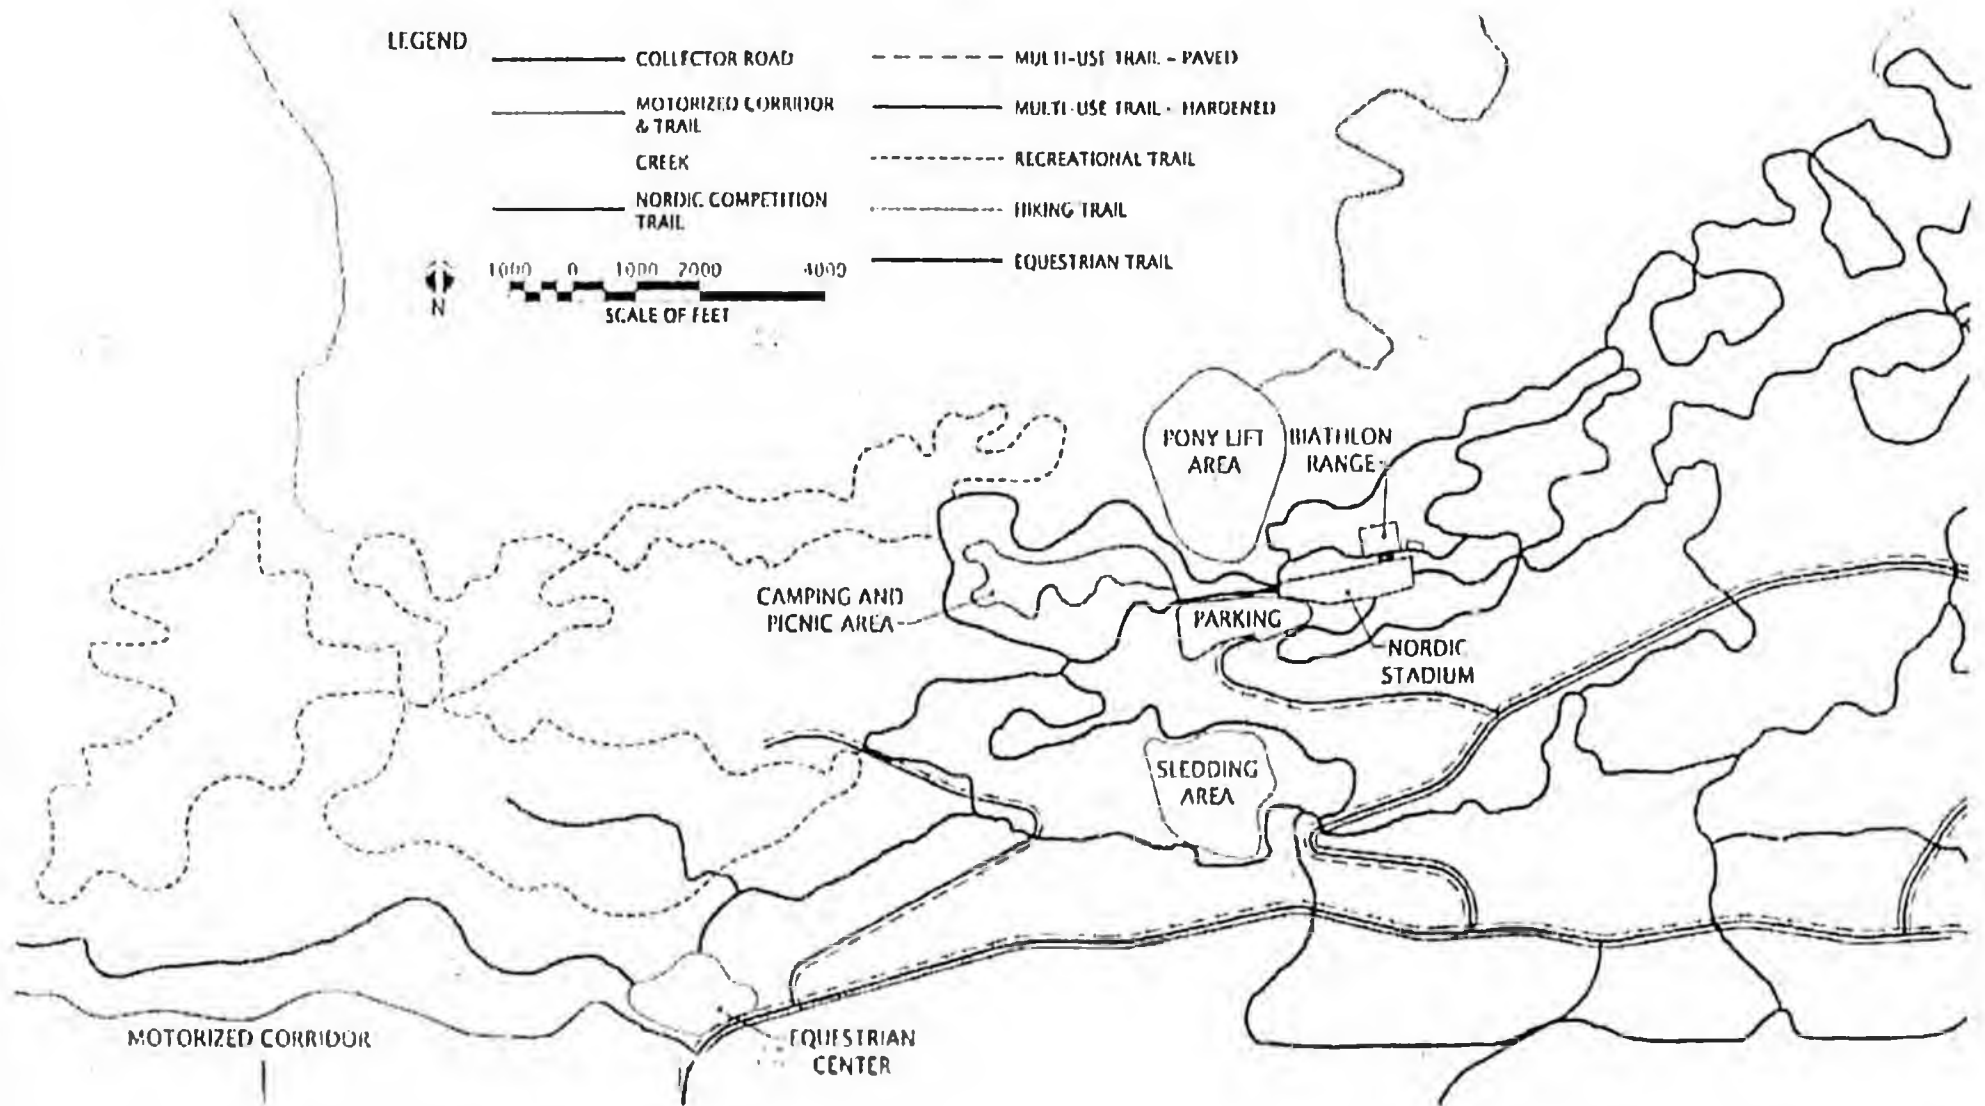 LEGEND
COLLECTOR ROAD
MOTORIZED CORRIDOR
& TRAIL
CREEK
NORDIC COMPETITION
TRAIL
MULTI-USE TRAIL - PAVED
MULTI-USE TRAIL - HARDENED
RECREATIONAL TRAIL
HIKING TRAIL
EQUESTRIAN TRAIL
1000 0 1000 2000 4000
N
SCALE OF FEET
PONY LIFT
AREA
BIATHLON
RANGE
CAMPING AND
PICNIC AREA
PARKING
NORDIC
STADIUM
SLEDDING
AREA
MOTORIZED CORRIDOR
EQUESTRIAN
CENTER